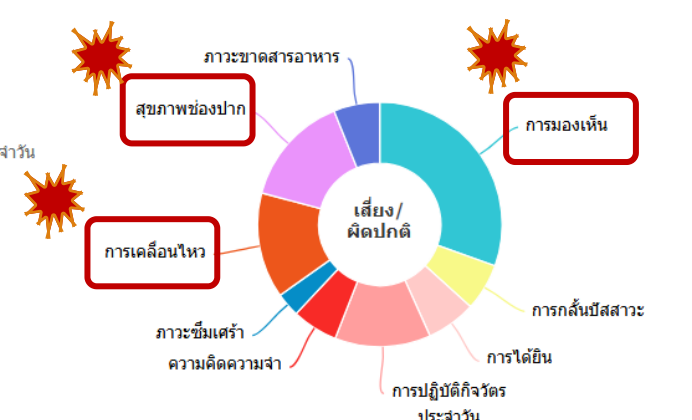 ภาวะขาดสารอาหาร
สุขภาพช่องปาก
การมองเห็น
จำวัน
เสี่ยง/
ผิดปกติ
การเคลื่อนไหว
การกลั้นปัสสาวะ
ภาวะซึมเศร้า
การได้ยิน
ความคิดความจำ
การปฏิบัติกิจวัตร
ประจำวัน